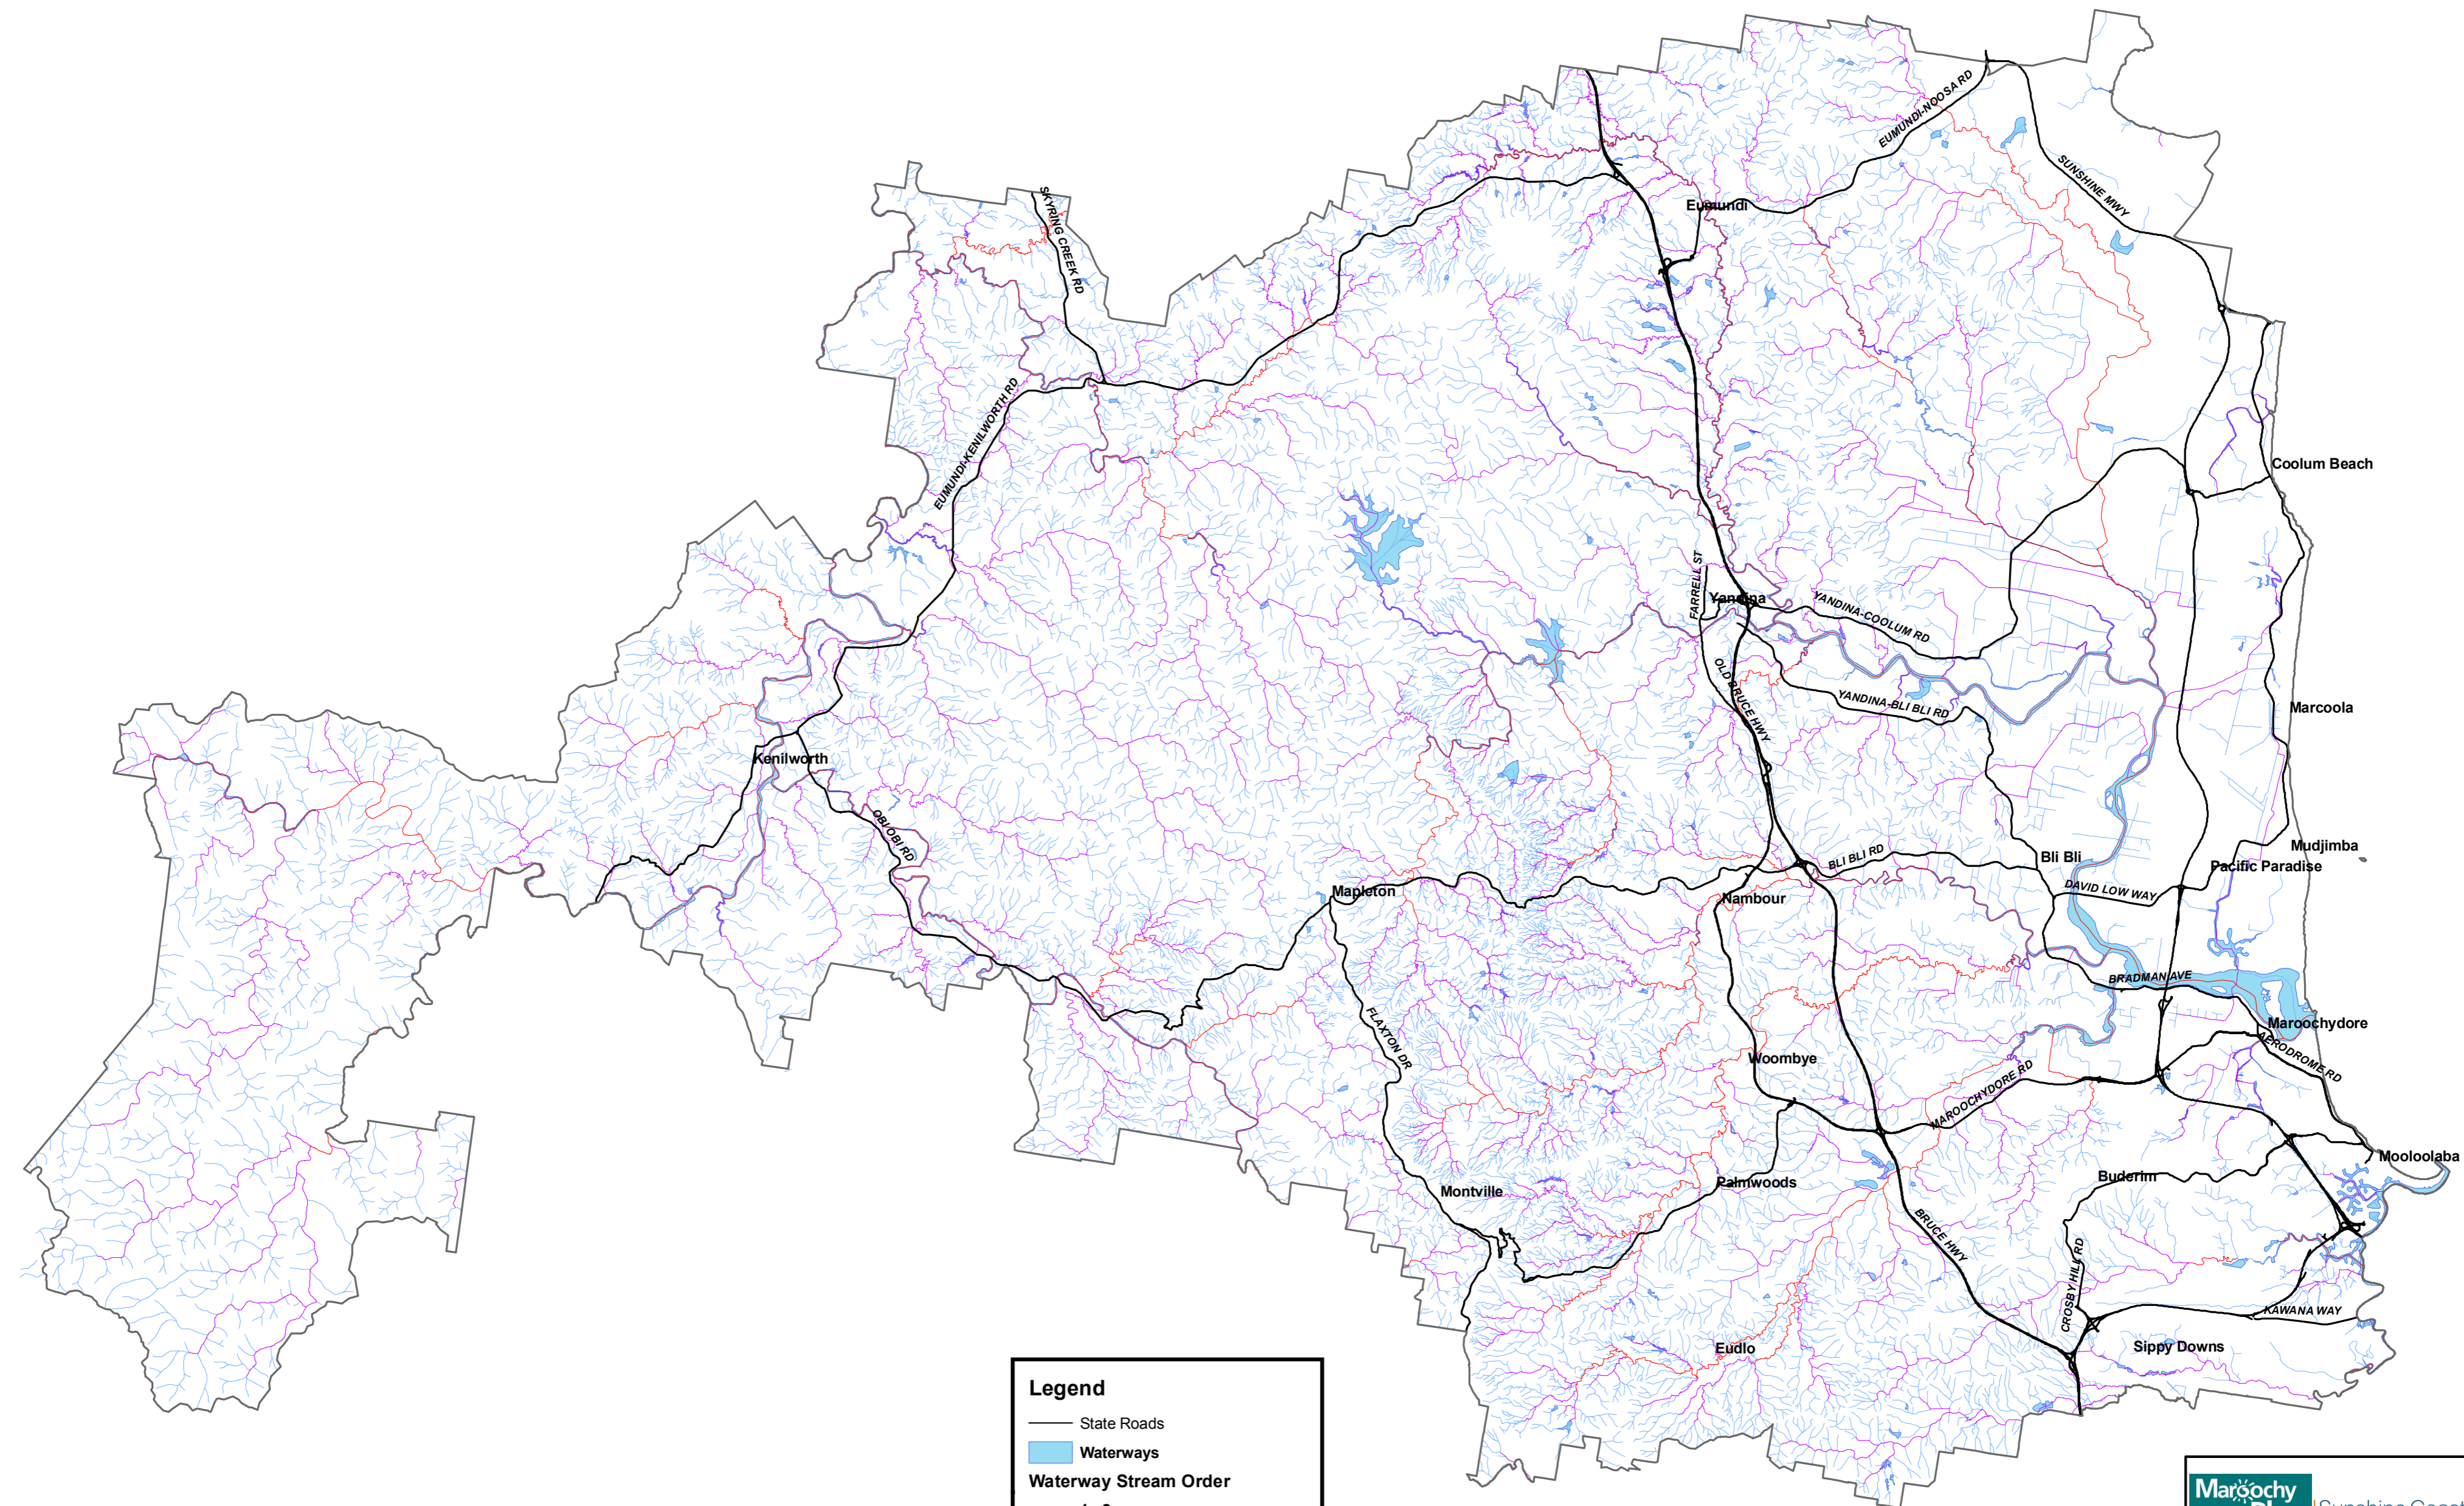 EUMUNDI-NOOSA RD
SUNSHINE MWY
SKYRING CREEK RD
Eumundi
EUMUNDI-KENILWORTH RD
Coolum Beach
FARRELL ST
Yandina
YANDINA-COOLUM RD
OLD BRUCE HWY
YANDINA-BLI BLI RD
Marcoola
Kenilworth
OBI OBI RD
Mudjimba
Bli Bli
BLI BLI RD
Pacific Paradise
Mapleton
DAVID LOW WAY
Nambour
BRADMAN AVE
Maroochydore
FLAXTON DR
AERODROME RD
Woombye
MAROOCHYDORE RD
Mooloolaba
Buderim
Palmwoods
Montville
BRUCE HWY
CROSBY HILL RD
KAWANA WAY
Eudlo
Sippy Downs
Legend
State Roads
Waterways
Waterway Stream Order
Maroochy